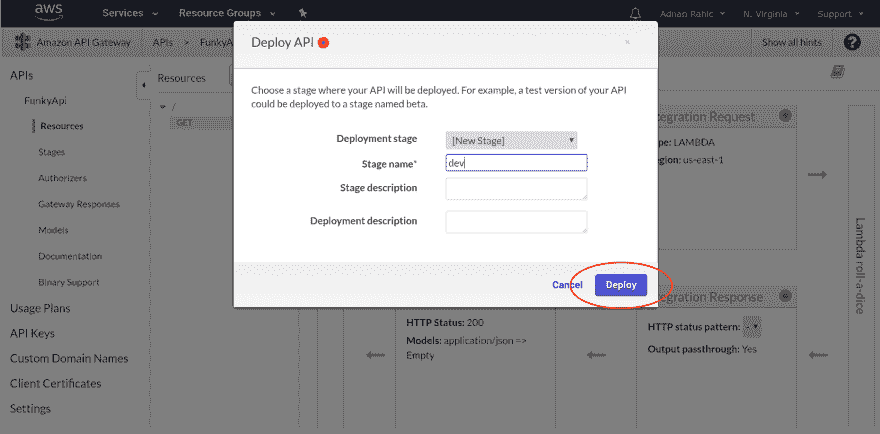 aws
Services Resource Groups Adnan Rahic N. Virginia Support
Amazon API Gateway APIs > FunkyAp Show all hints ?
APIs
Resources
Deploy API
FunkyApi
Choose a stage where your API will be deployed. For example, a test version of your API
could be deployed to a stage named beta.
/
GET
Resources
Stages
Authorizers
Gateway Responses
Models
Documentation
Binary Support
Usage Plans
API Keys
Custom Domain Names
Client Certificates
Settings
Deployment stage [New Stage]
Stage name* dev
Stage description
Deployment description
Cancel Deploy
tegration Request
pe: LAMBDA
egion: us-east-1
HTTP Status: 200
Models: application/json =>
Empty
tegration Response
HTTP status pattern: -
Output passthrough: Yes
Lambda roll-a-dice